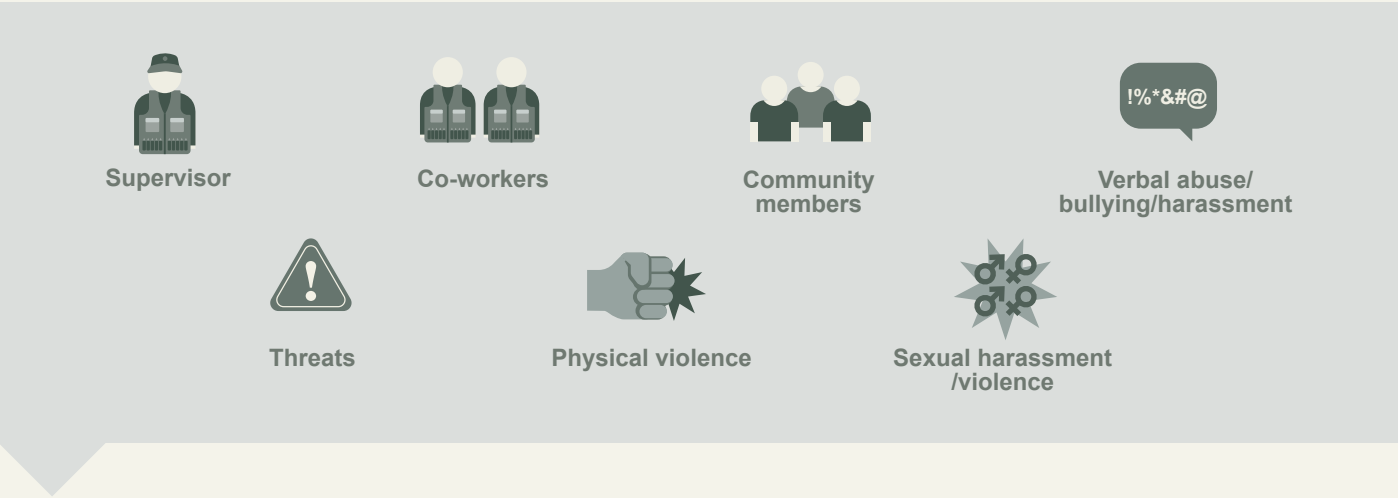 !%*&#@
Supervisor
Co-workers
Community
members
Verbal abuse/
bullying/harassment
Threats
Physical violence
Sexual harassment
/violence